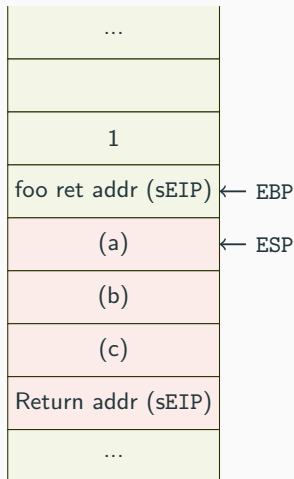 ...
1
foo ret addr (sEIP) ← EBP
(a) ← ESP
(b)
(c)
Return addr (sEIP)
...